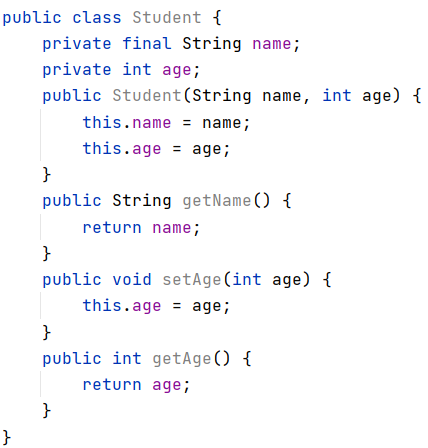 public class Student {
    private final String name;
    private int age;
    public Student(String name, int age) {
        this.name = name;
        this.age = age;
    }
    public String getName() {
        return name;
    }
    public void setAge(int age) {
        this.age = age;
    }
    public int getAge() {
        return age;
    }
}